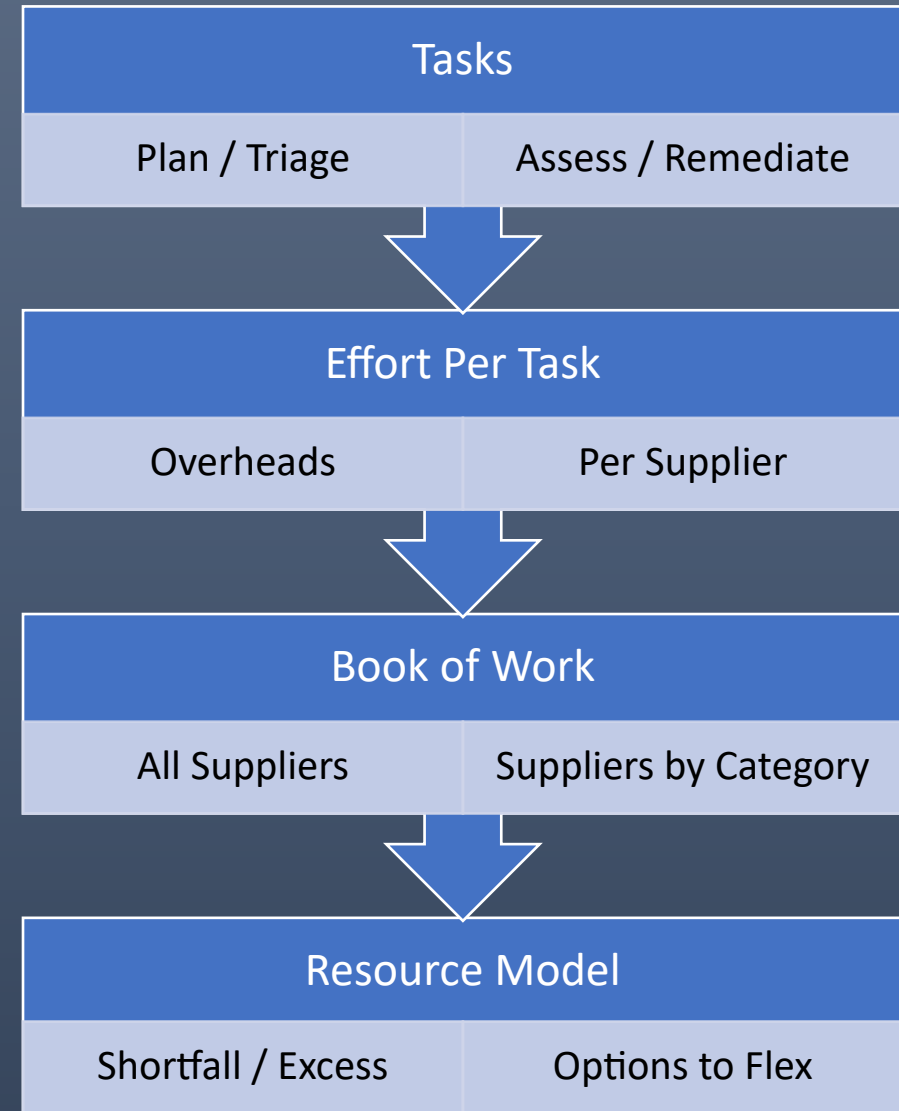 Tasks
Plan / Triage
Assess / Remediate
Effort Per Task
Overheads
Per Supplier
Book of Work
All Suppliers
Suppliers by Category
Resource Model
Shortfall / Excess
Options to Flex